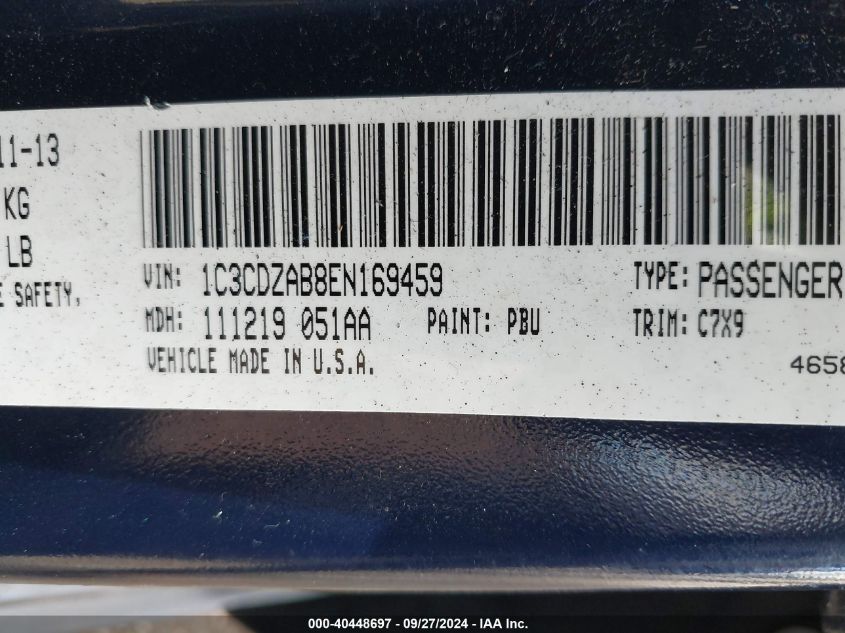 11-13
KG
LB
E SAFETY,
VIN: 1C3CDZAB8EN169459 TYPE: PASSENGER
MDH: 111219 051AA PAINT: PBU TRIM: C7X9
VEHICLE MADE IN U.S.A. 4658
000-40448697 - 09/27/2024 - IAA Inc.